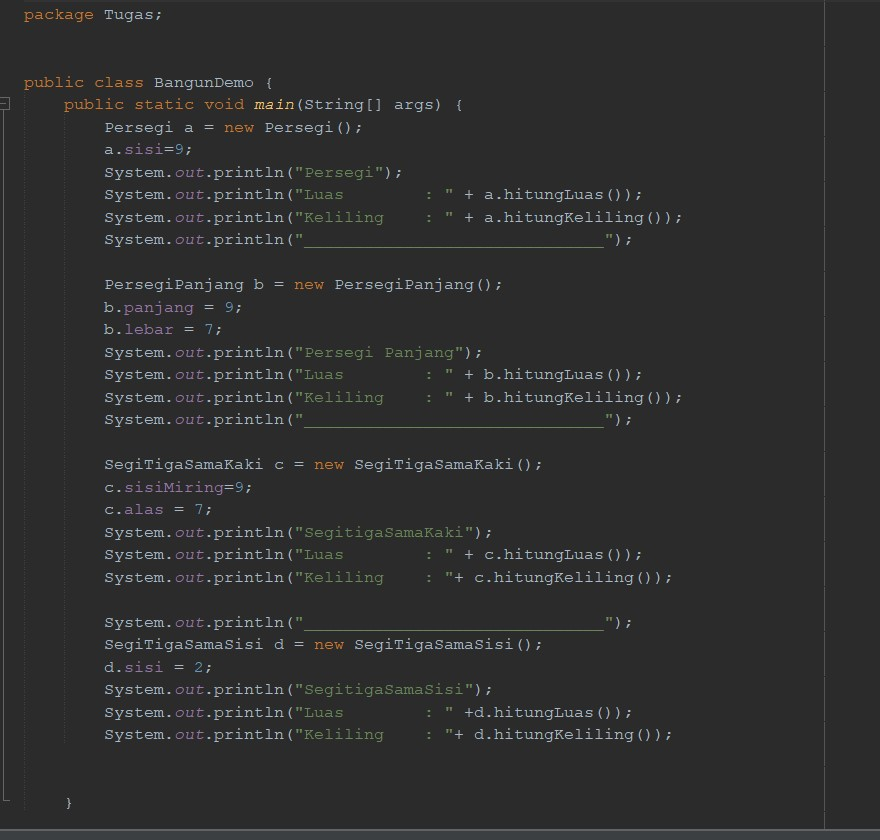 package Tugas;
public class BangunDemo {
    public static void main(String[] args) {
        Persegi a = new Persegi();
        a.sisi=9;
        System.out.println("Persegi");
        System.out.println("Luas        : " + a.hitungLuas());
        System.out.println("Keliling    : " + a.hitungKeliling());
        System.out.println("______________________________");
        PersegiPanjang b = new PersegiPanjang();
        b.panjang = 9;
        b.lebar = 7;
        System.out.println("Persegi Panjang");
        System.out.println("Luas        : " + b.hitungLuas());
        System.out.println("Keliling    : " + b.hitungKeliling());
        System.out.println("______________________________");
        SegiTigaSamaKaki c = new SegiTigaSamaKaki();
        c.sisiMiring=9;
        c.alas = 7;
        System.out.println("SegitigaSamaKaki");
        System.out.println("Luas        : " + c.hitungLuas());
        System.out.println("Keliling    : "+ c.hitungKeliling());
        System.out.println("______________________________");
        SegiTigaSamaSisi d = new SegiTigaSamaSisi();
        d.sisi = 2;
        System.out.println("SegitigaSamaSisi");
        System.out.println("Luas        : " +d.hitungLuas());
        System.out.println("Keliling    : "+ d.hitungKeliling());
    }